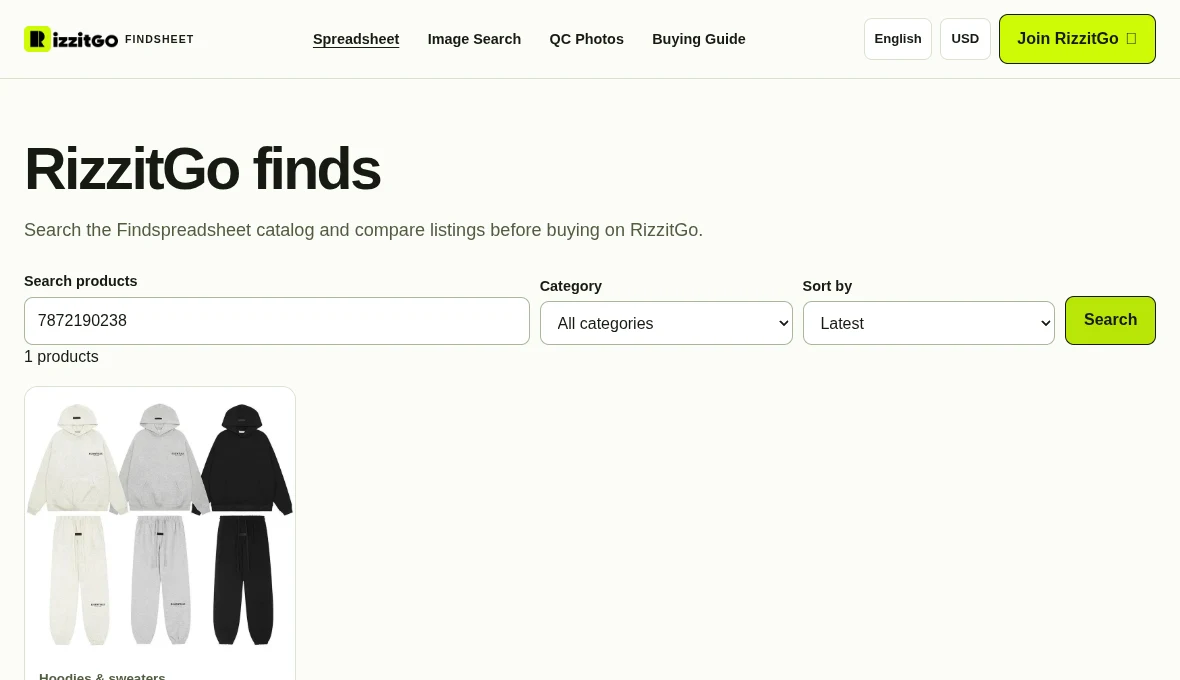 RizzitGo FINDSHEET
Spreadsheet
Image Search
QC Photos
Buying Guide
English
USD
Join RizzitGo
RizzitGo finds
Search the Findspreadsheet catalog and compare listings before buying on RizzitGo.
Search products
Category
Sort by
7872190238
All categories
Latest
Search
1 products
Hoodies & sweaters